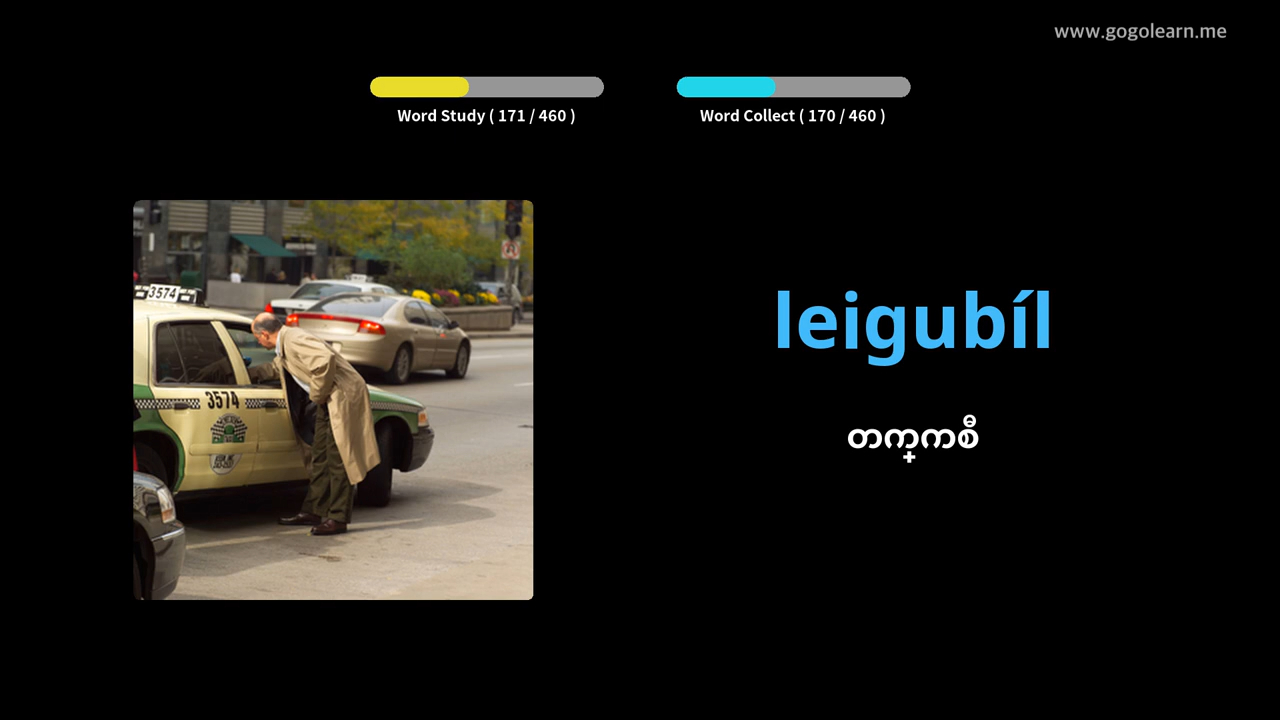 www.gogolearn.me
Word Study ( 171 / 460 )
Word Collect ( 170 / 460 )
3574
3574
leigubíl
တက္ကစီ